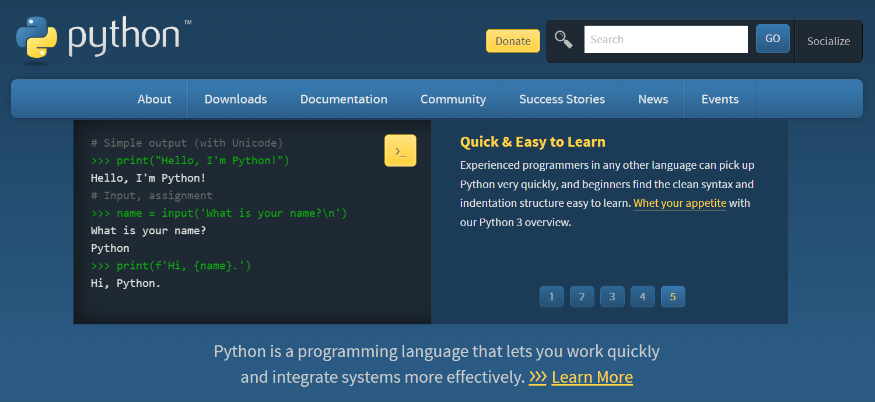 python™
Donate
Search
GO
Socialize
About Downloads Documentation Community Success Stories News Events
# Simple output (with Unicode)
>>> print("Hello, I'm Python!")
Hello, I'm Python!
# Input, assignment
>>> name = input('What is your name?\n')
What is your name?
Python
>>> print(f'Hi, {name}.')
Hi, Python.
>_
Quick & Easy to Learn
Experienced programmers in any other language can pick up
Python very quickly, and beginners find the clean syntax and
indentation structure easy to learn. Whet your appetite with
our Python 3 overview.
1 2 3 4 5
Python is a programming language that lets you work quickly
and integrate systems more effectively. >>> Learn More